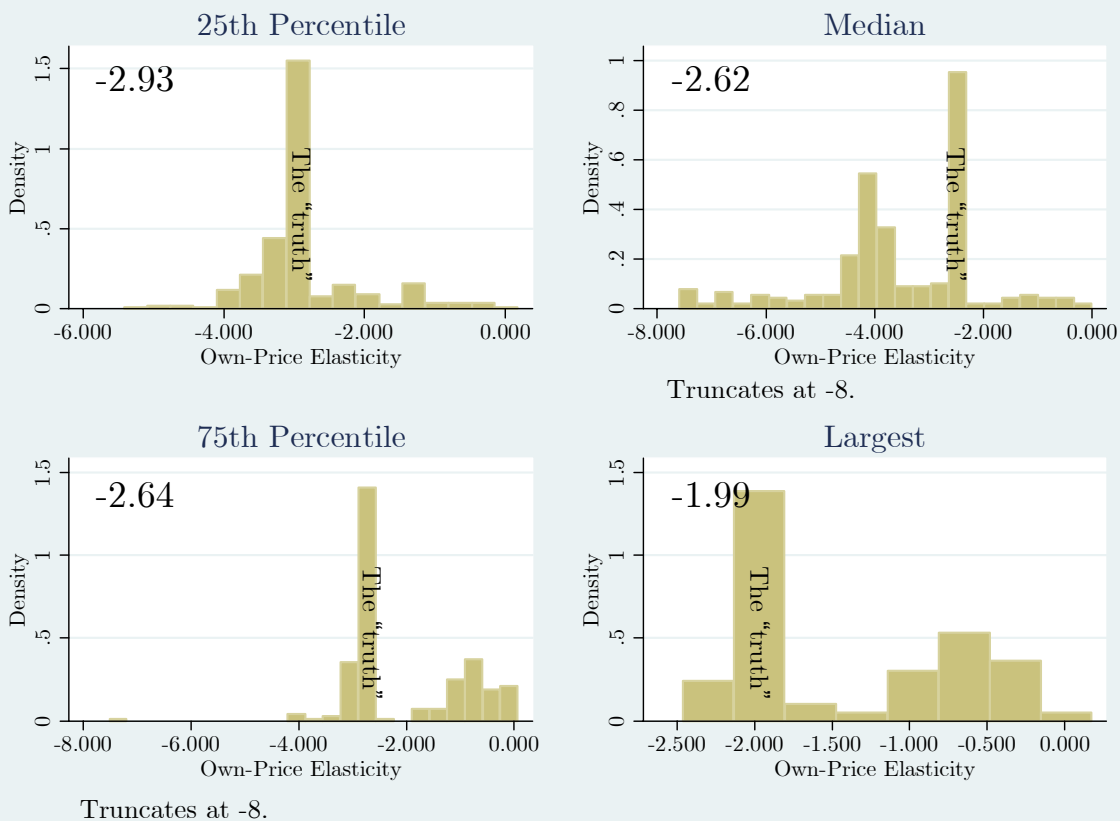 25th Percentile
-2.93
Density
0 .5 1 1.5
The “truth”
-6.000 -4.000 -2.000 0.000
Own-Price Elasticity
Median
-2.62
Density
0 .2 .4 .6 .8 1
The “truth”
-8.000 -6.000 -4.000 -2.000 0.000
Own-Price Elasticity
Truncates at -8.
75th Percentile
-2.64
Density
0 .5 1 1.5
The “truth”
-8.000 -6.000 -4.000 -2.000 0.000
Own-Price Elasticity
Truncates at -8.
Largest
-1.99
Density
0 .5 1 1.5
The “truth”
-2.500 -2.000 -1.500 -1.000 -0.500 0.000
Own-Price Elasticity